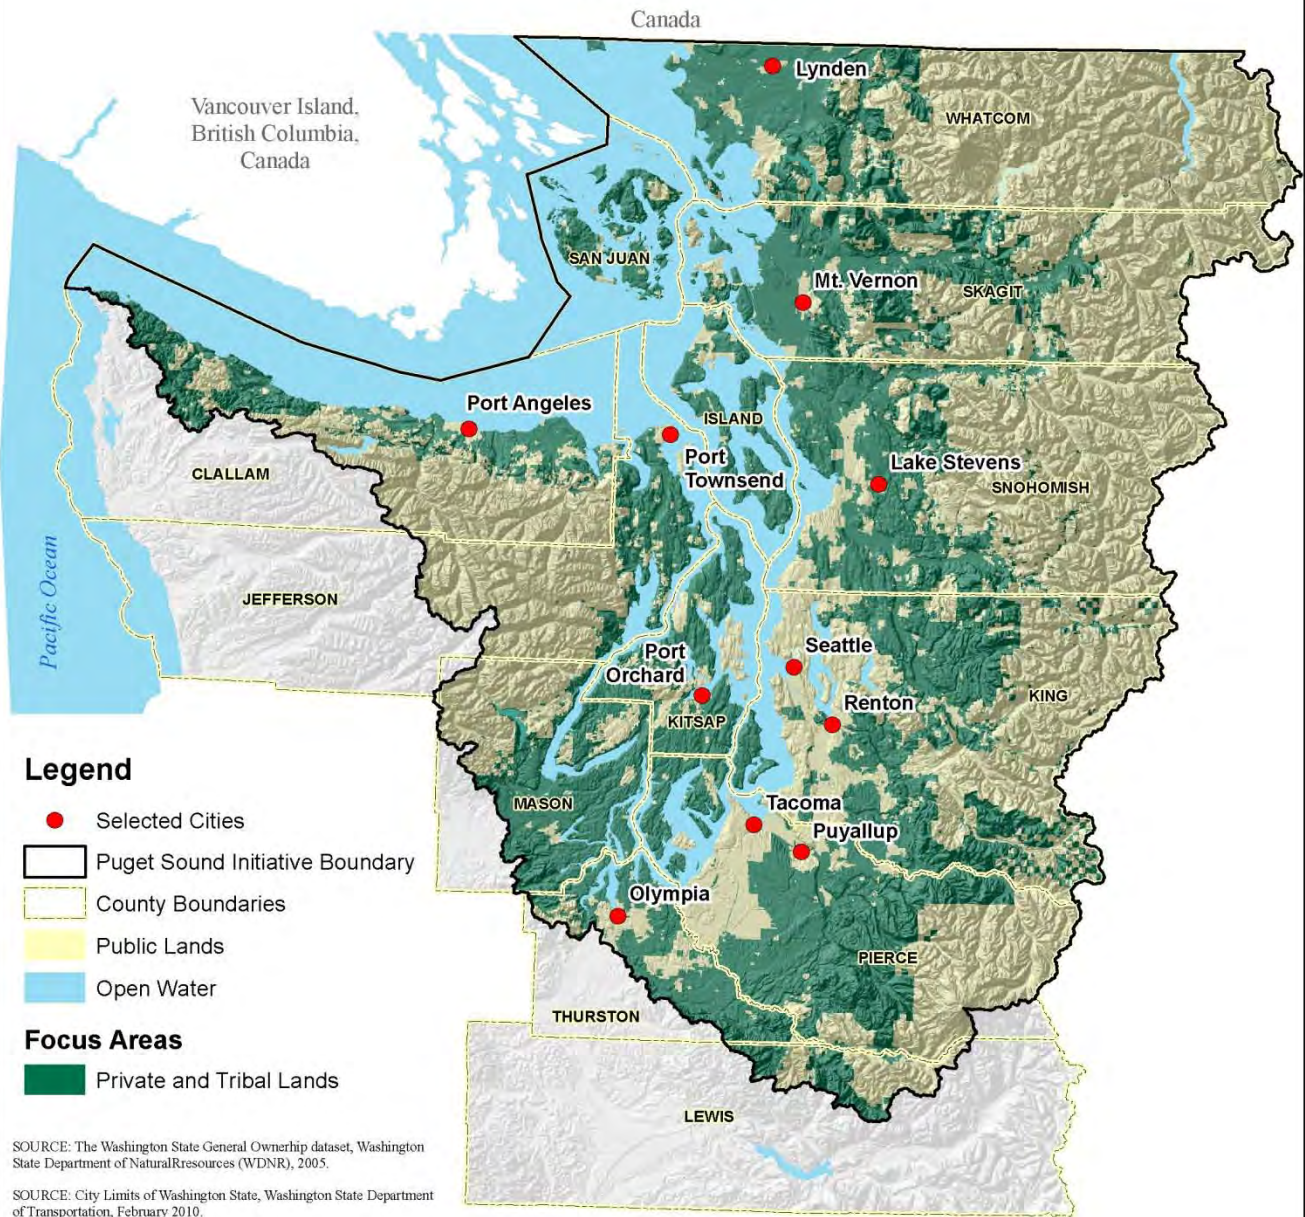 Canada
Lynden
Vancouver Island,
British Columbia,
Canada
WHATCOM
SAN JUAN
Mt. Vernon
SKAGIT
Port Angeles
ISLAND
Port
Townsend
Lake Stevens
CLALLAM
SNOHOMISH
Pacific Ocean
JEFFERSON
Seattle
Port
Orchard
KING
Renton
KITSAP
Legend
MASON
Tacoma
Selected Cities
Puyallup
Puget Sound Initiative Boundary
Olympia
County Boundaries
Public Lands
PIERCE
Open Water
THURSTON
Focus Areas
Private and Tribal Lands
LEWIS
SOURCE: The Washington State General Ownerhip dataset, Washington
State Department of NaturalRresources (WDNR), 2005.
SOURCE: City Limits of Washington State, Washington State Department
of Transportation, February 2010.